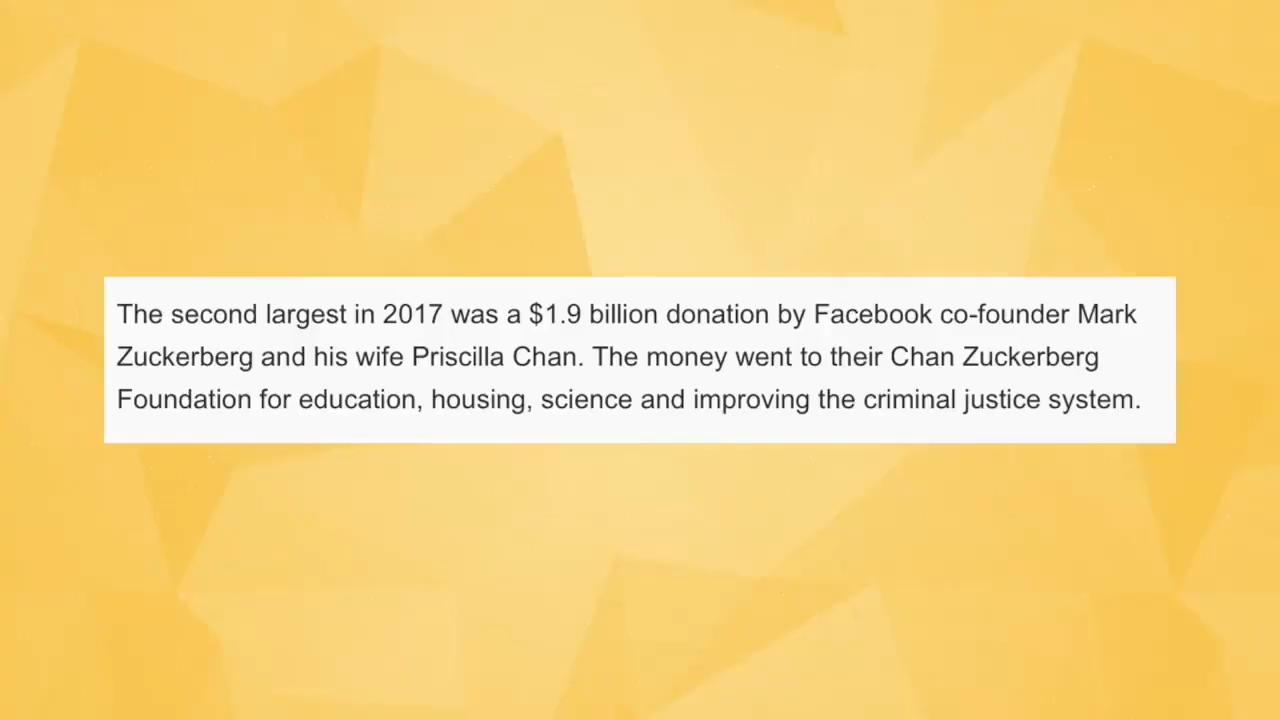 The second largest in 2017 was a $1.9 billion donation by Facebook co-founder Mark
Zuckerberg and his wife Priscilla Chan. The money went to their Chan Zuckerberg
Foundation for education, housing, science and improving the criminal justice system.